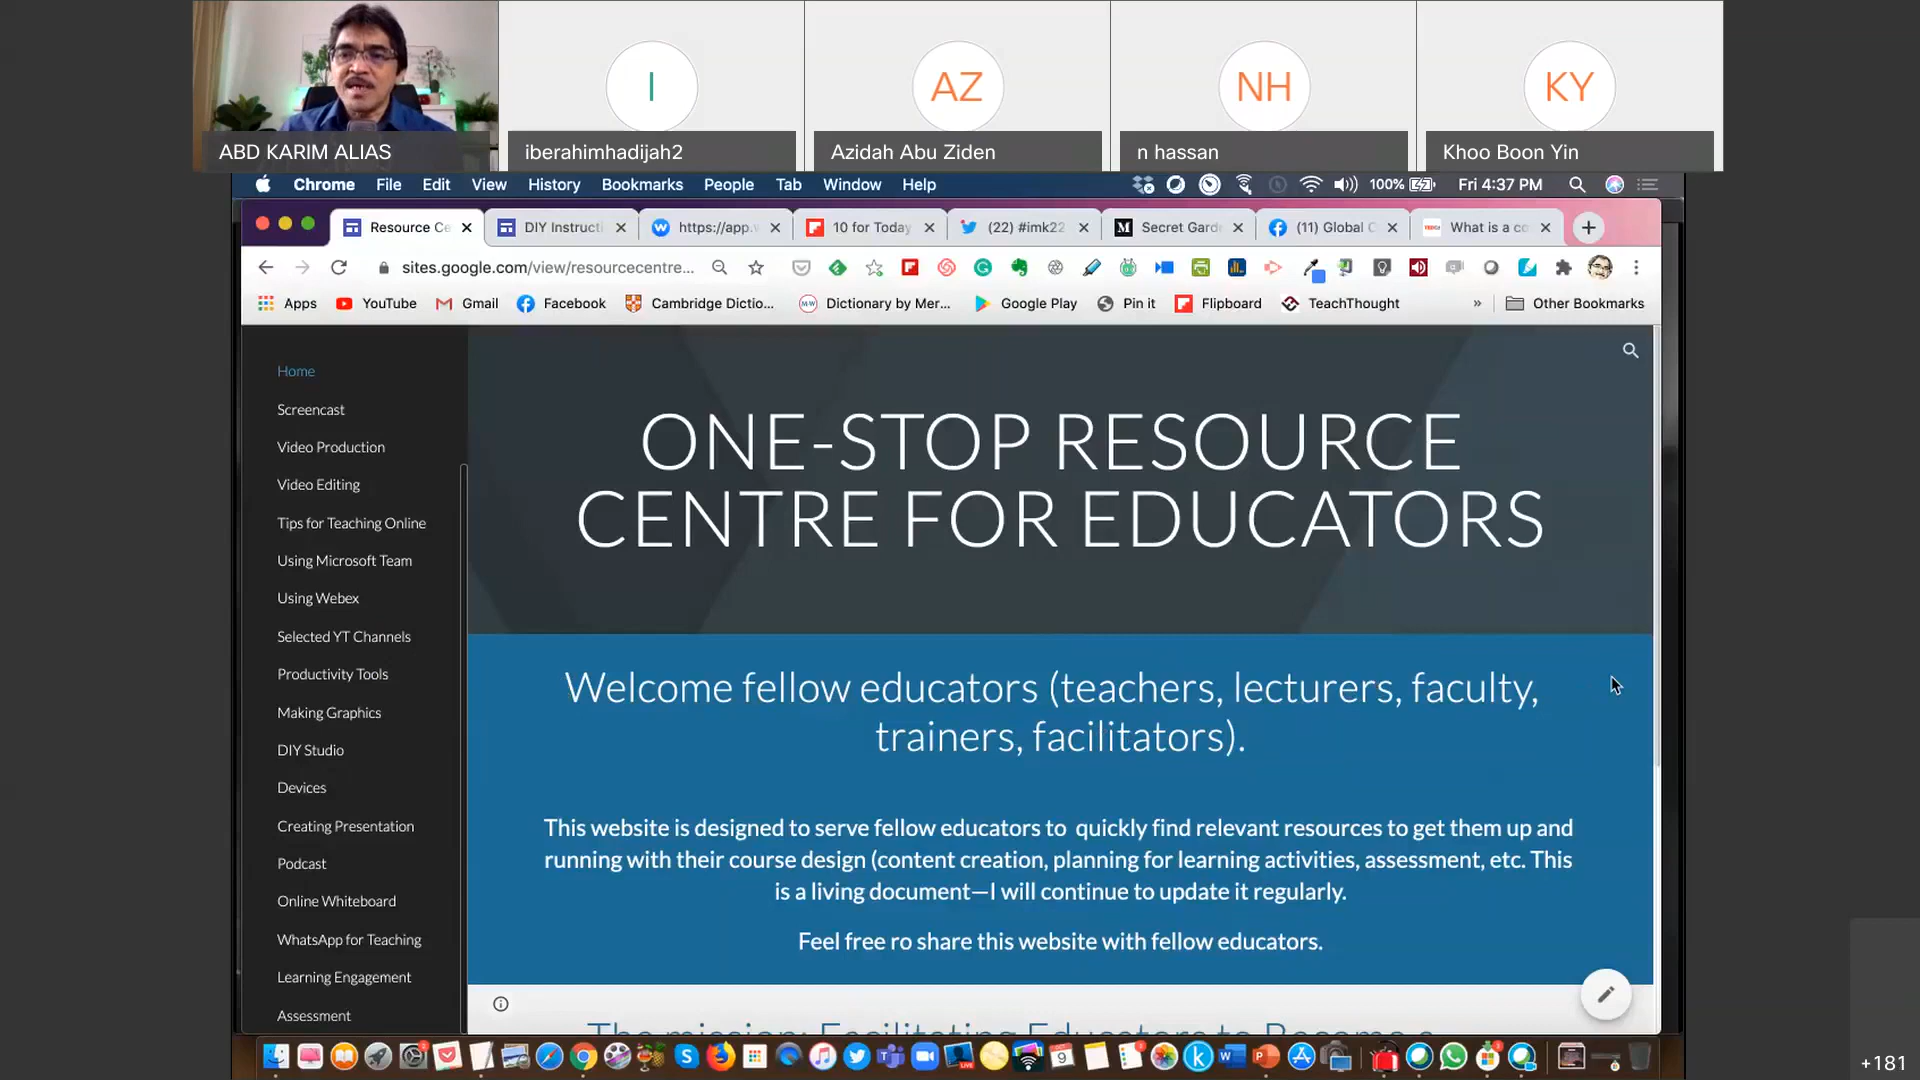 I
AZ
NH
KY
ABD KARIM ALIAS
iberahimhadijah2
Azidah Abu Ziden
n hassan
Khoo Boon Yin
Chrome File Edit View History Bookmarks People Tab Window Help
100% Fri 4:37 PM
Resource Ce
DIY Instructi
https://app.w
10 for Today
(22) #imk22
Secret Gard
(11) Global C
What is a co
sites.google.com/view/resourcecentre...
Apps YouTube Gmail Facebook Cambridge Dictio... Dictionary by Mer... Google Play Pin it Flipboard TeachThought » Other Bookmarks
Home
Screencast
Video Production
Video Editing
Tips for Teaching Online
Using Microsoft Team
Using Webex
Selected YT Channels
Productivity Tools
Making Graphics
DIY Studio
Devices
Creating Presentation
Podcast
Online Whiteboard
WhatsApp for Teaching
Learning Engagement
Assessment
ONE-STOP RESOURCE
CENTRE FOR EDUCATORS
Welcome fellow educators (teachers, lecturers, faculty,
trainers, facilitators).
This website is designed to serve fellow educators to quickly find relevant resources to get them up and
running with their course design (content creation, planning for learning activities, assessment, etc. This
is a living document—I will continue to update it regularly.
Feel free ro share this website with fellow educators.
The mission: Facilitating Educators to Become a
+181